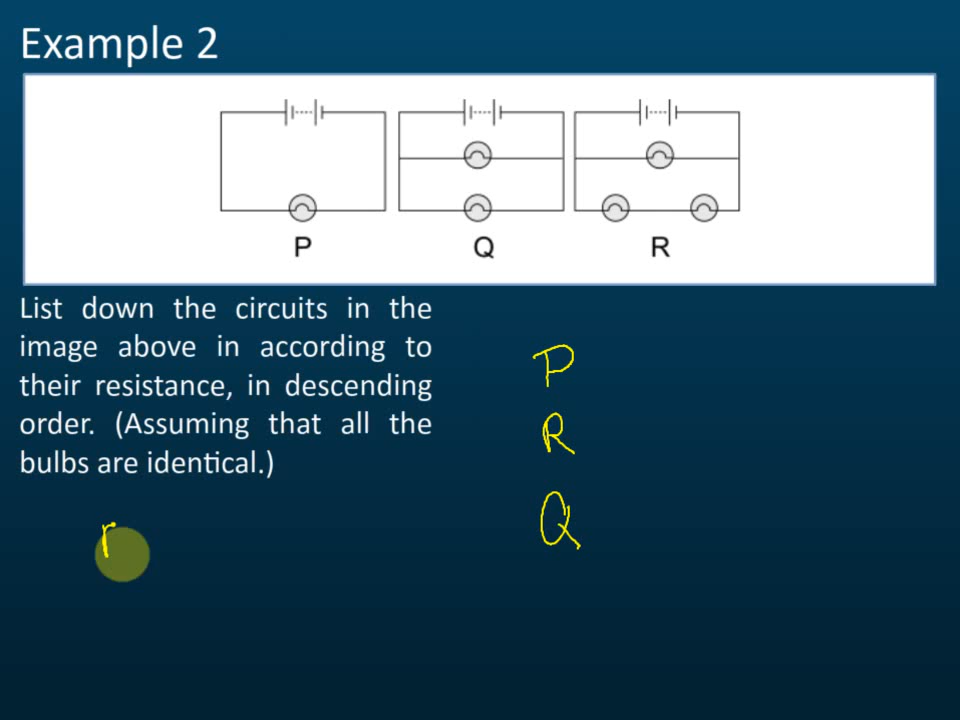 Example 2
P Q R
List down the circuits in the
image above in according to
their resistance, in descending
order. (Assuming that all the
bulbs are identical.)
P
R
Q
r